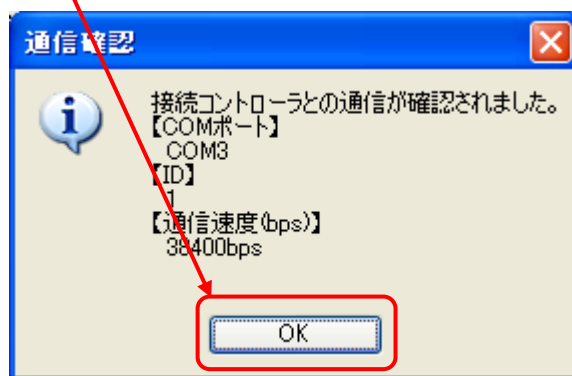 通信確認
接続コントローラとの通信が確認されました。
【COMポート】
COM3
【ID】
1
【通信速度(bps)】
38400bps
OK